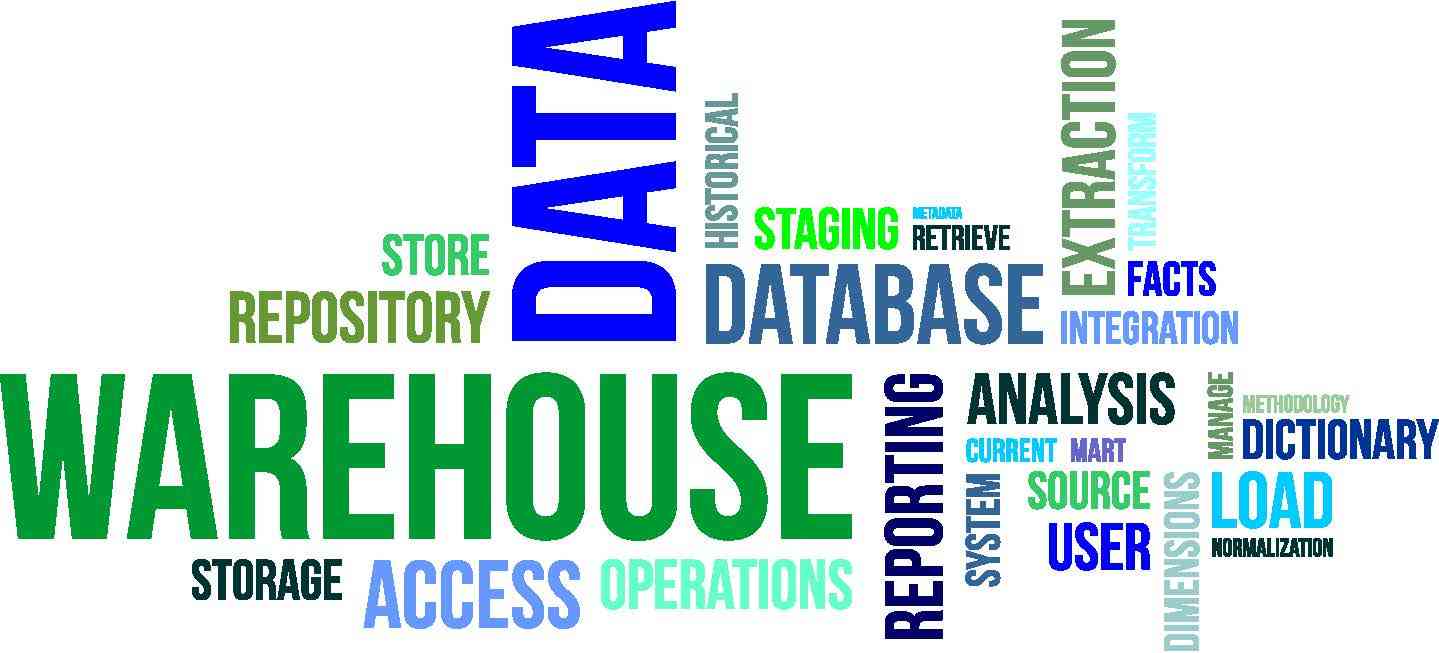 DATA
HISTORICAL
EXTRACTION
TRANSFORM
STAGING
METADATA
RETRIEVE
STORE
REPOSITORY
DATABASE
FACTS
INTEGRATION
WAREHOUSE
REPORTING
ANALYSIS
CURRENT MART
MANAGE
METHODOLOGY
DICTIONARY
SYSTEM
SOURCE
USER
DIMENSIONS
LOAD
NORMALIZATION
STORAGE
ACCESS
OPERATIONS